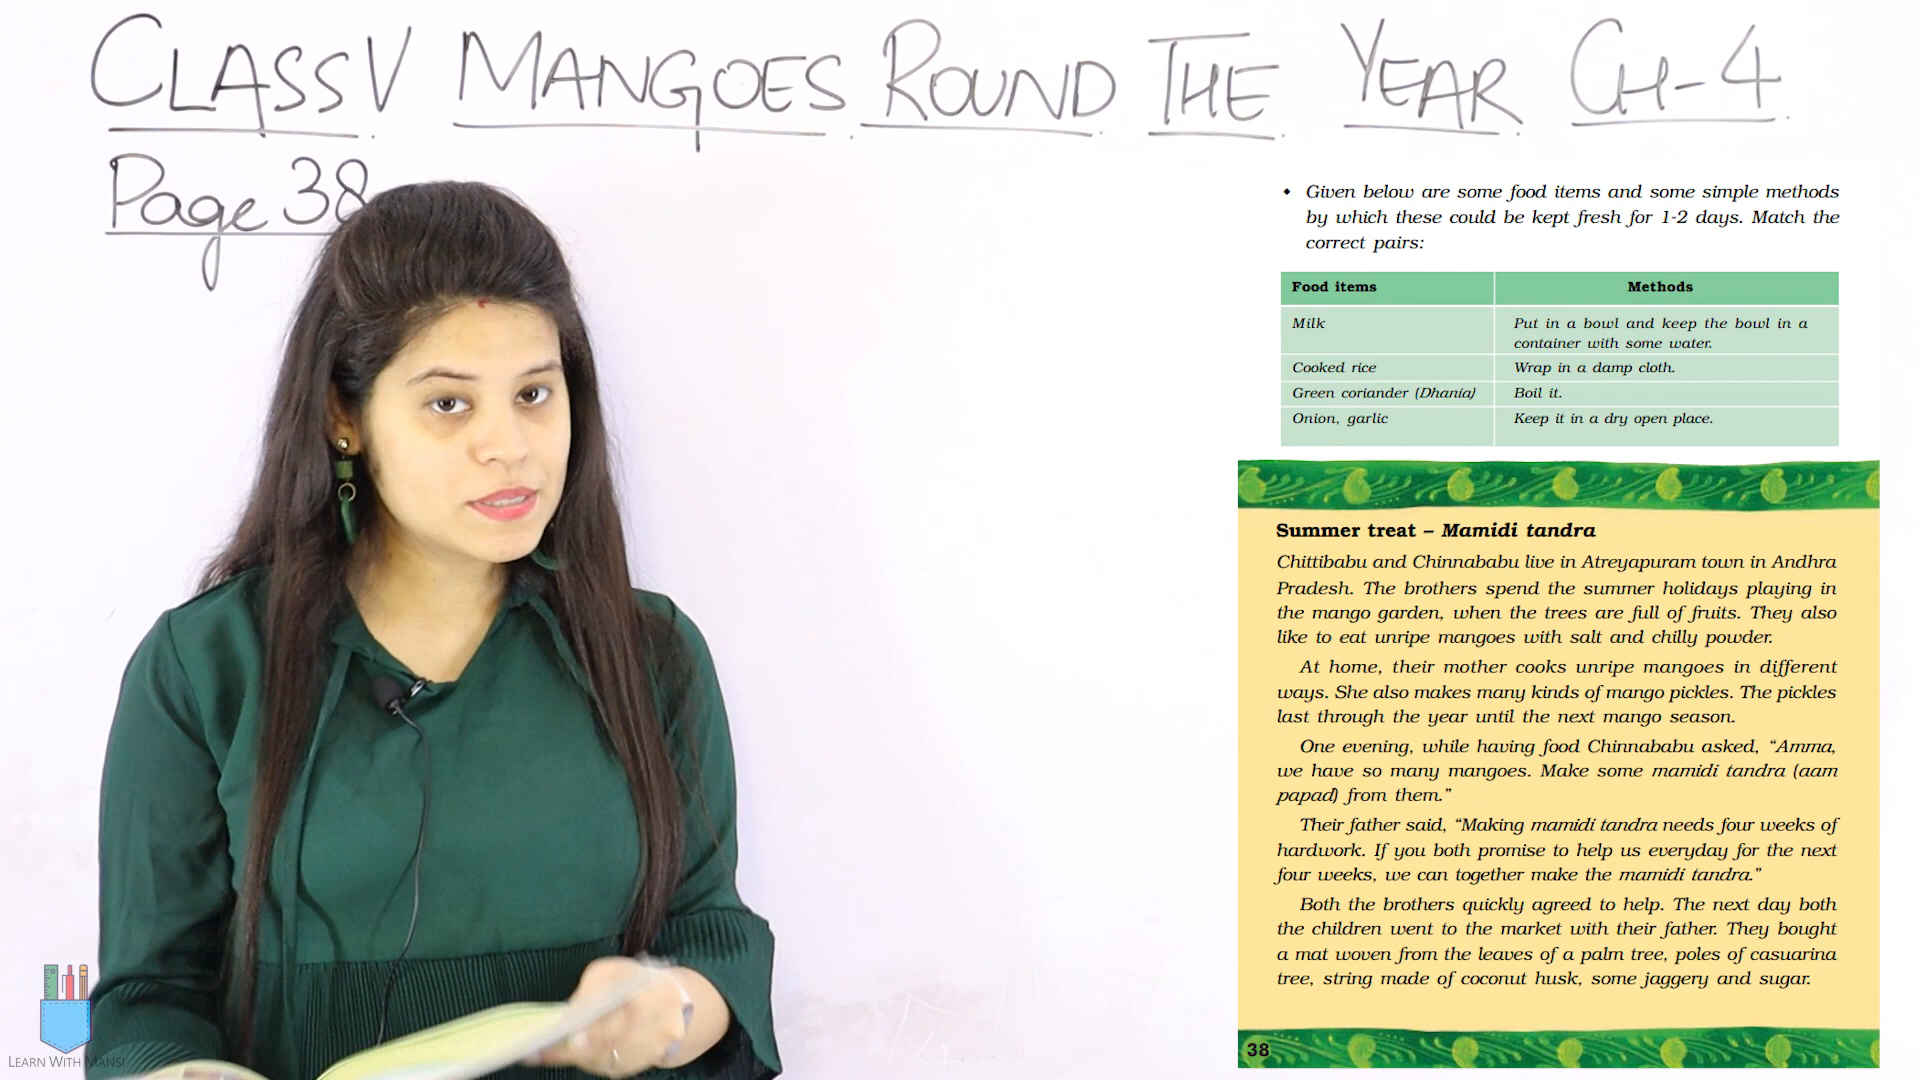 CLASS V MANGOES ROUND THE YEAR CH-4
Page 38
◆ Given below are some food items and some simple methods
by which these could be kept fresh for 1-2 days. Match the
correct pairs:
Food items Methods
Milk Put in a bowl and keep the bowl in a
container with some water.
Cooked rice Wrap in a damp cloth.
Green coriander (Dhania) Boil it.
Onion, garlic Keep it in a dry open place.
Summer treat – Mamidi tandra
Chittibabu and Chinnababu live in Atreyapuram town in Andhra
Pradesh. The brothers spend the summer holidays playing in
the mango garden, when the trees are full of fruits. They also
like to eat unripe mangoes with salt and chilly powder.
At home, their mother cooks unripe mangoes in different
ways. She also makes many kinds of mango pickles. The pickles
last through the year until the next mango season.
One evening, while having food Chinnababu asked, “Amma,
we have so many mangoes. Make some mamidi tandra (aam
papad) from them.”
Their father said, “Making mamidi tandra needs four weeks of
hardwork. If you both promise to help us everyday for the next
four weeks, we can together make the mamidi tandra.”
Both the brothers quickly agreed to help. The next day both
the children went to the market with their father. They bought
a mat woven from the leaves of a palm tree, poles of casuarina
tree, string made of coconut husk, some jaggery and sugar.
38
LEARN WITH MANSI